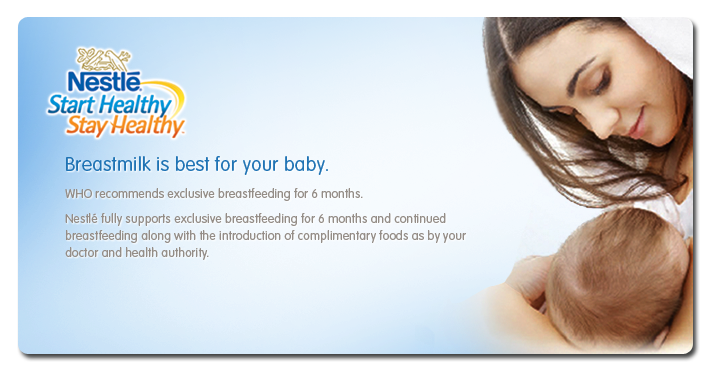 Nestlé
Start Healthy
Stay Healthy
Breastmilk is best for your baby.
WHO recommends exclusive breastfeeding for 6 months.
Nestlé fully supports exclusive breastfeeding for 6 months and continued
breastfeeding along with the introduction of complimentary foods as by your
doctor and health authority.